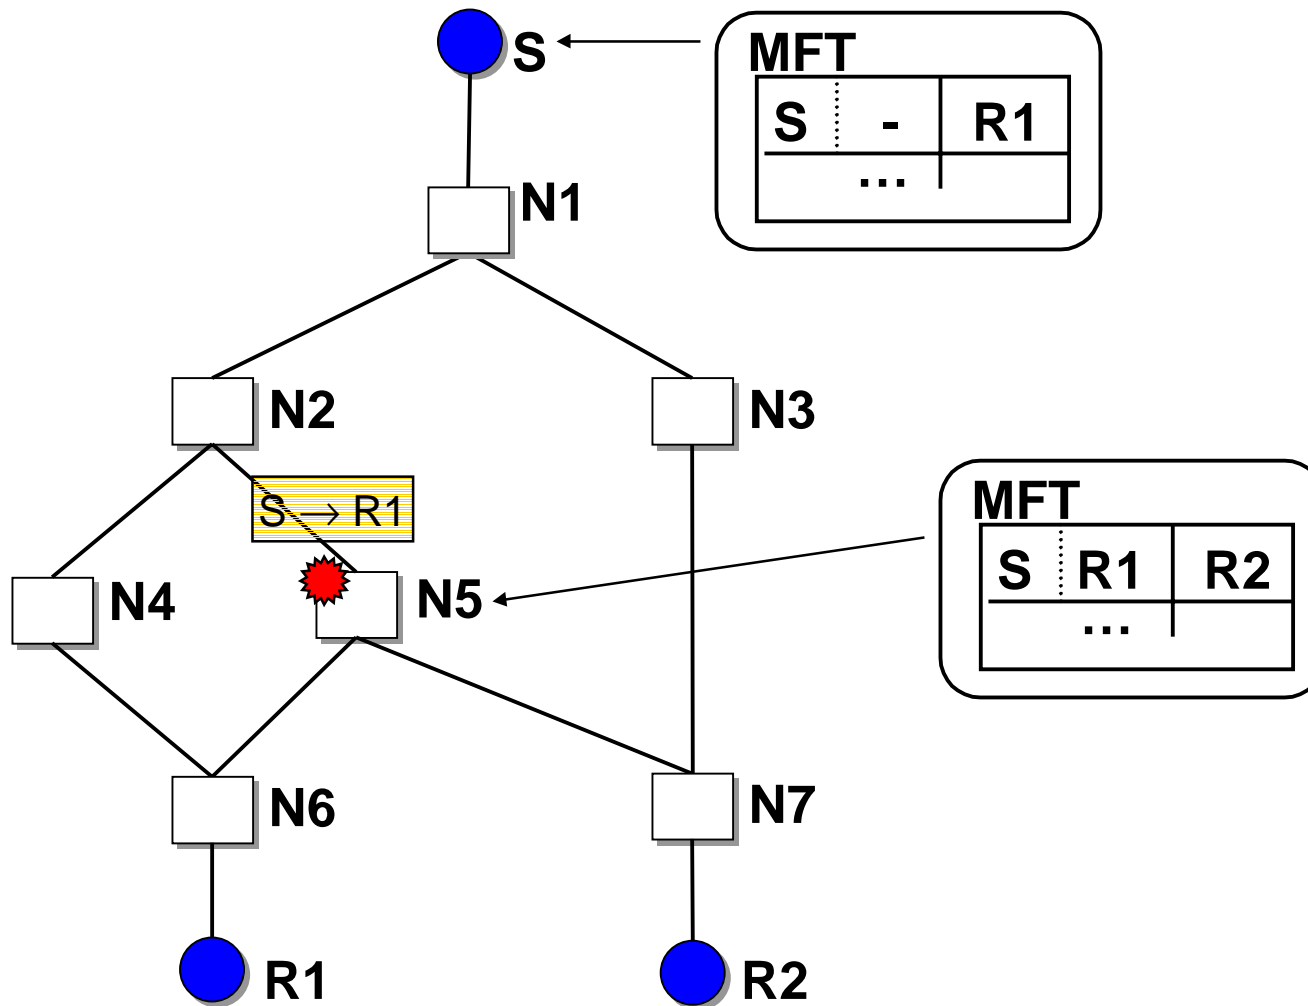 S
MFT
S - R1
...
N1
N2
N3
S → R1
MFT
S R1 R2
...
N4
N5
N6
N7
R1
R2